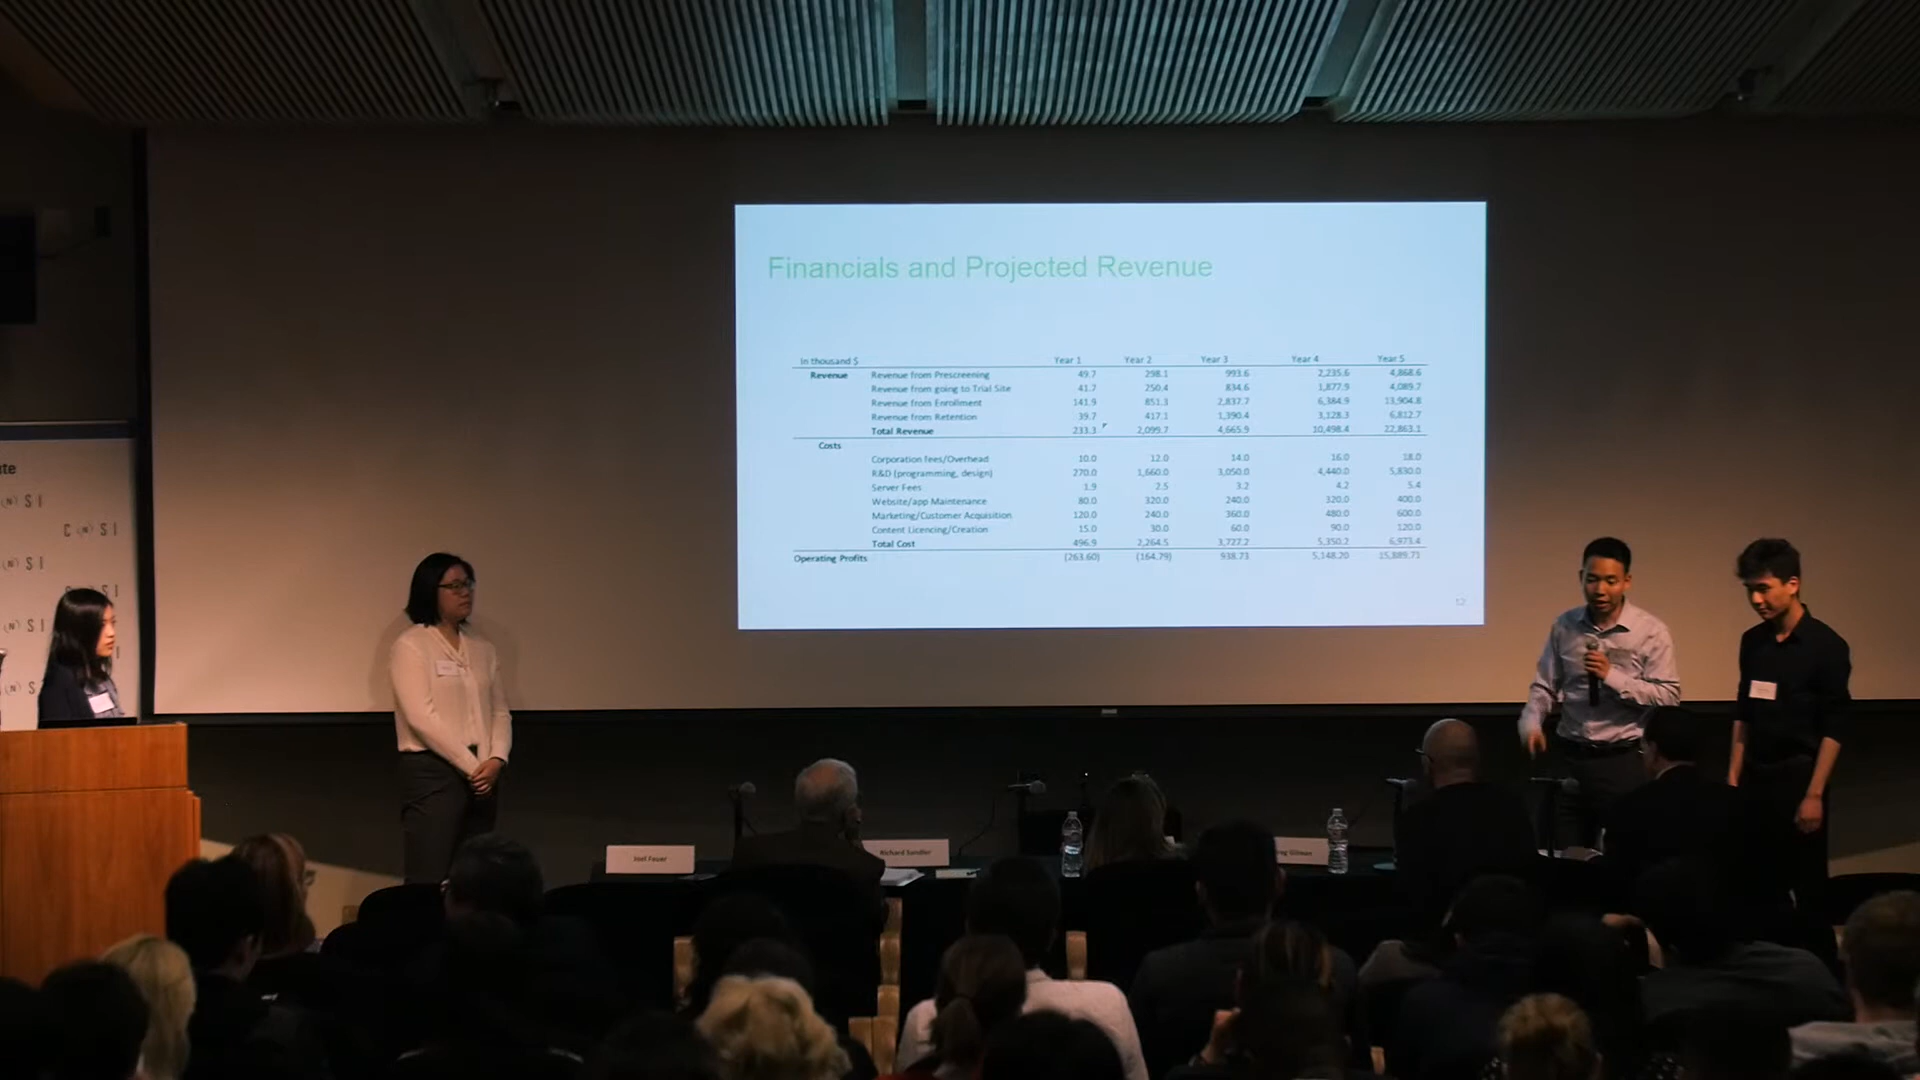 Financials and Projected Revenue
In thousand $ Year 1 Year 2 Year 3 Year 4 Year 5
Revenue Revenue from Prescreening 49.7 298.1 993.6 2,235.6 4,868.6
Revenue from going to Trial Site 41.7 250.4 834.6 1,877.9 4,089.7
Revenue from Enrollment 141.9 851.3 2,837.7 6,384.9 13,904.8
Revenue from Retention 39.7 417.1 1,390.4 3,128.3 6,812.7
Total Revenue 233.3 2,099.7 4,665.9 10,498.4 22,863.1
Costs
Corporation fees/Overhead 10.0 12.0 14.0 16.0 18.0
R&D (programming, design) 270.0 1,660.0 3,050.0 4,440.0 5,830.0
Server Fees 1.9 2.5 3.2 4.2 5.4
Website/app Maintenance 80.0 320.0 240.0 320.0 400.0
Marketing/Customer Acquisition 120.0 240.0 360.0 480.0 600.0
Content Licencing/Creation 15.0 30.0 60.0 90.0 120.0
Total Cost 496.9 2,264.5 3,727.2 5,350.2 6,973.4
Operating Profits (263.60) (164.79) 938.73 5,148.20 15,889.71
12
ute
(N) S I
C (N) S I
(N) S I
S I
(N) S I
(N) S
Joel Feuer
Richard Sandler
Gilman